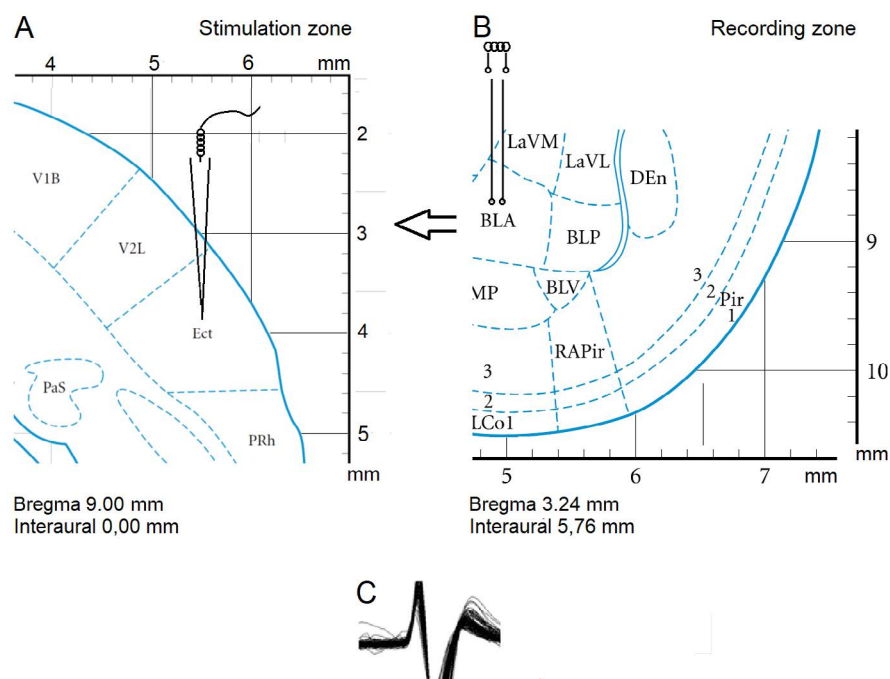 A
Stimulation zone
4
5
6
mm
2
3
4
5
mm
V1B
V2L
Ect
PaS
PRh
Bregma 9.00 mm
Interaural 0,00 mm
B
Recording zone
LaVM
LaVL
DEn
BLA
BLP
BLV
MP
RAPir
3
2
LCo1
3
2
Pir
1
9
10
mm
5
6
7
mm
Bregma 3.24 mm
Interaural 5,76 mm
C